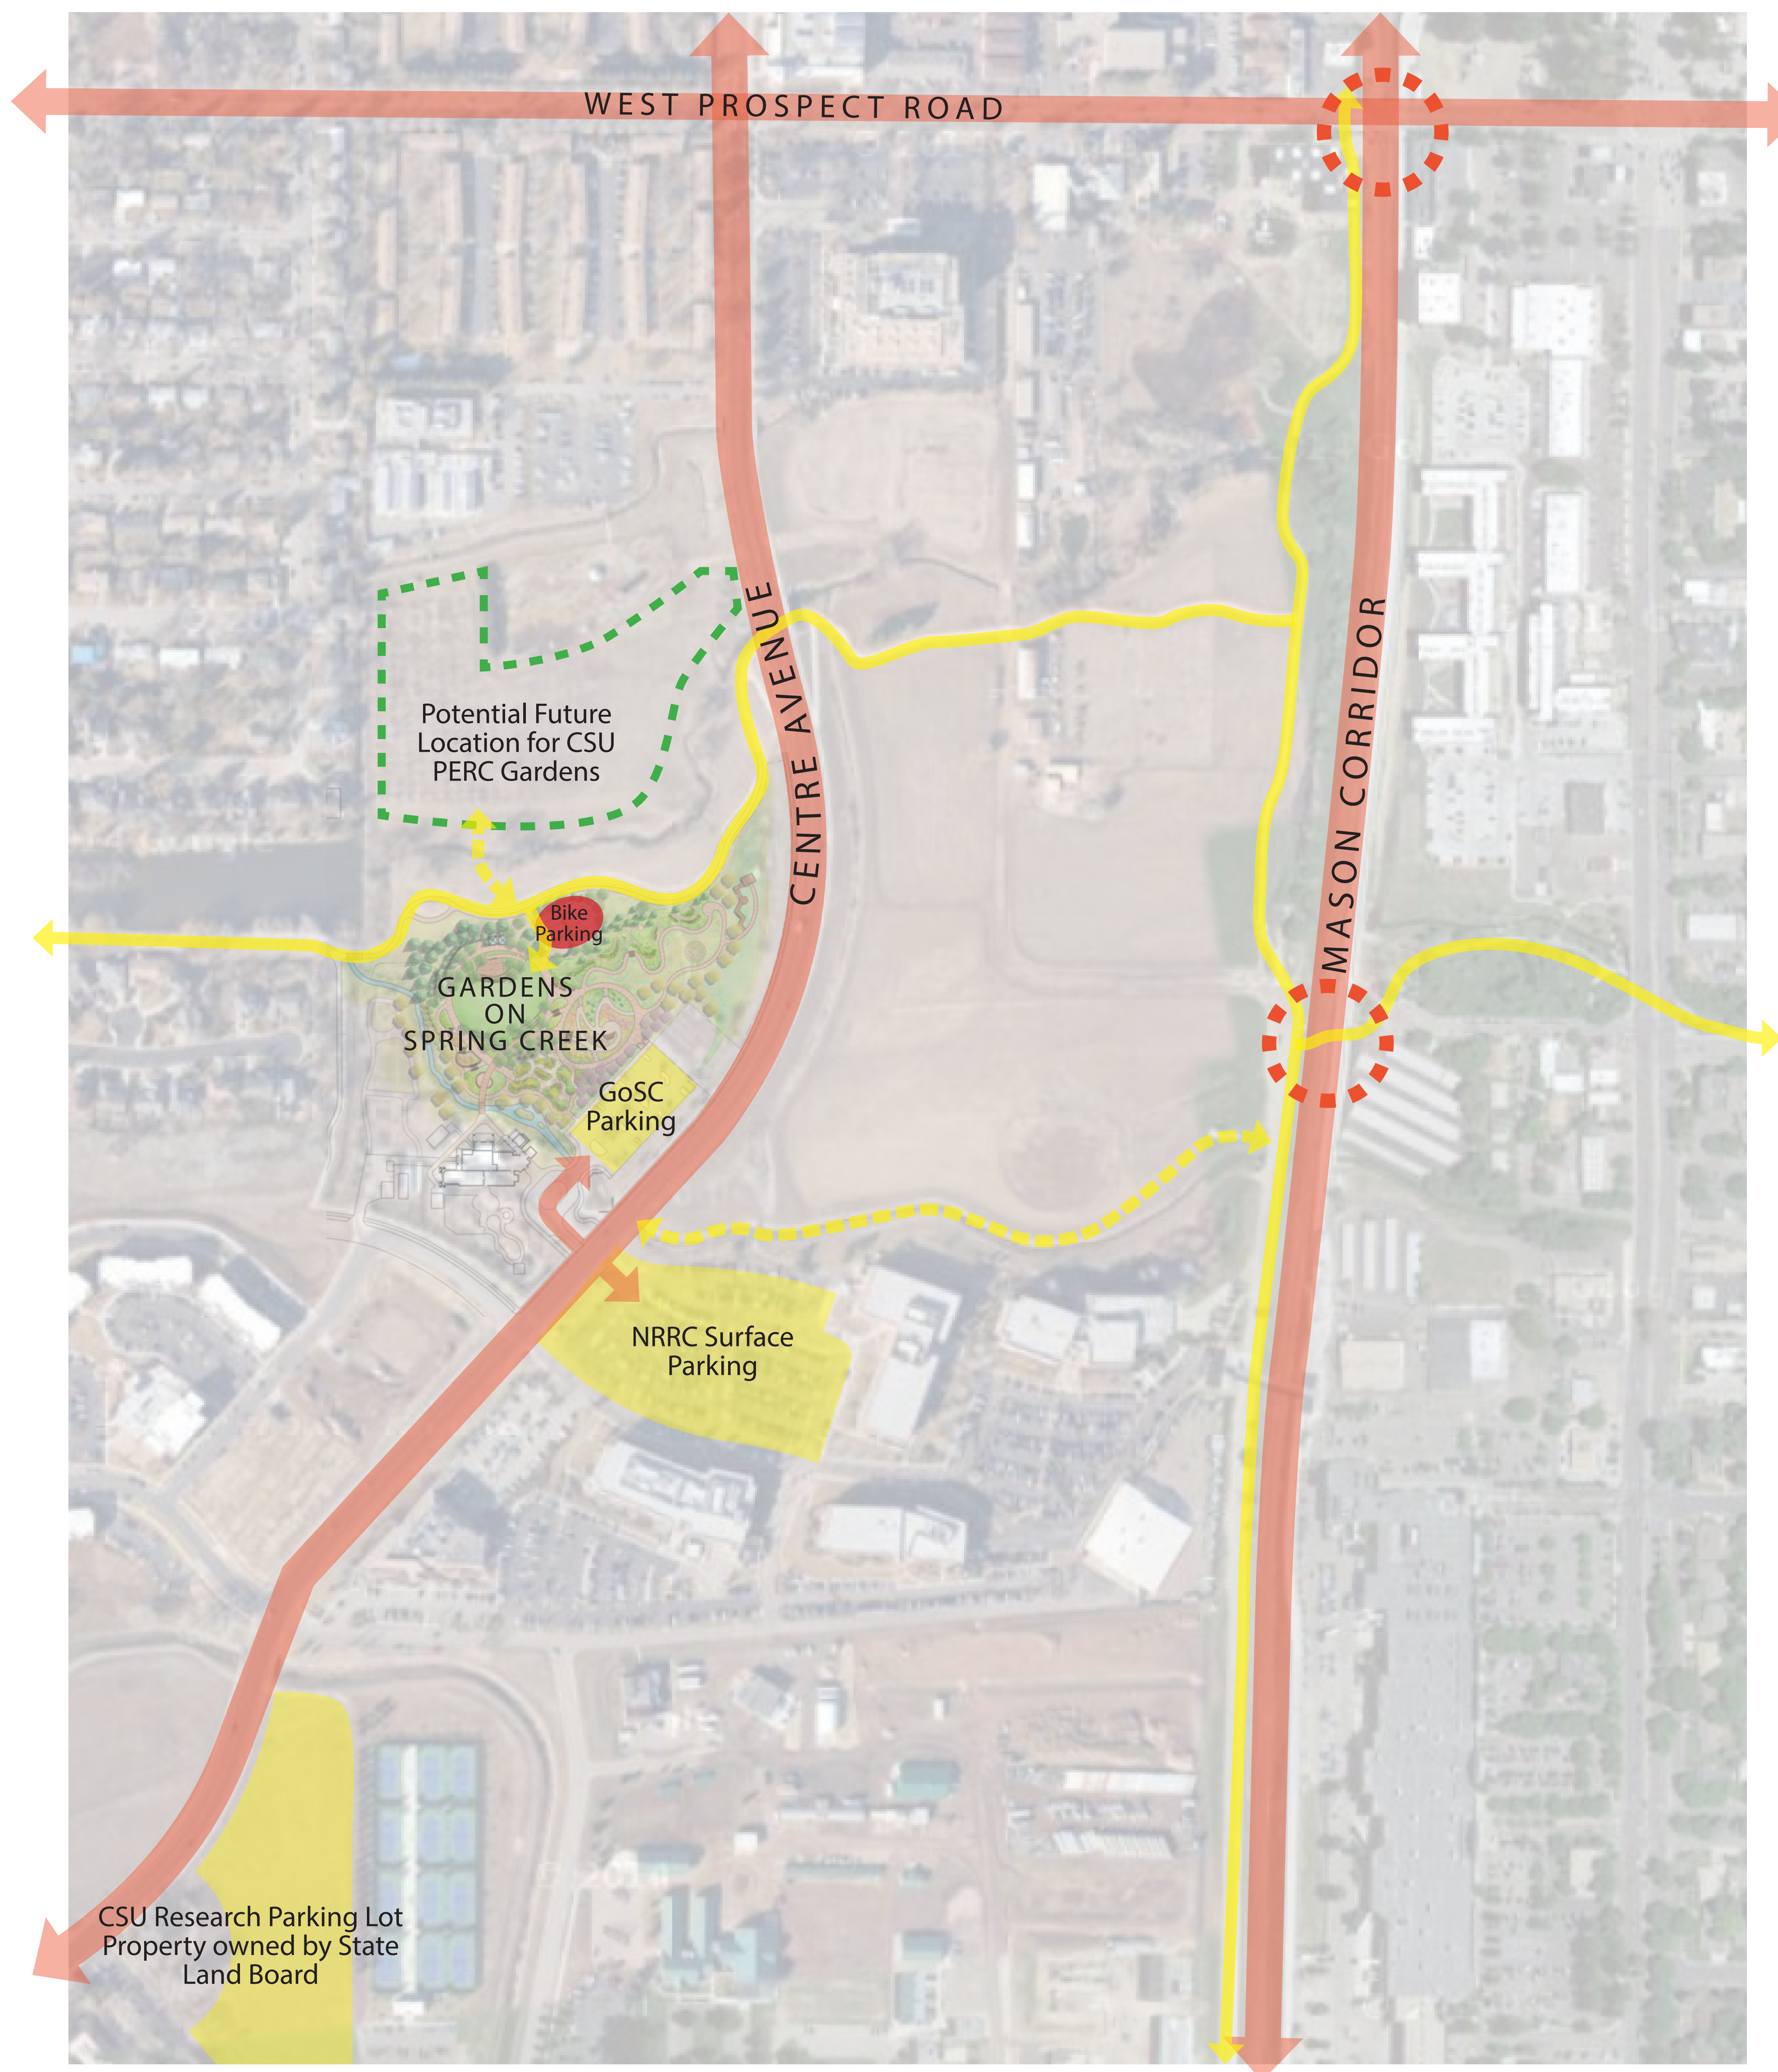 WEST PROSPECT ROAD
CENTRE AVENUE
MASON CORRIDOR
Potential Future
Location for CSU
PERC Gardens
Bike
Parking
GARDENS
ON
SPRING CREEK
GoSC
Parking
NRRC Surface
Parking
CSU Research Parking Lot
Property owned by State
Land Board